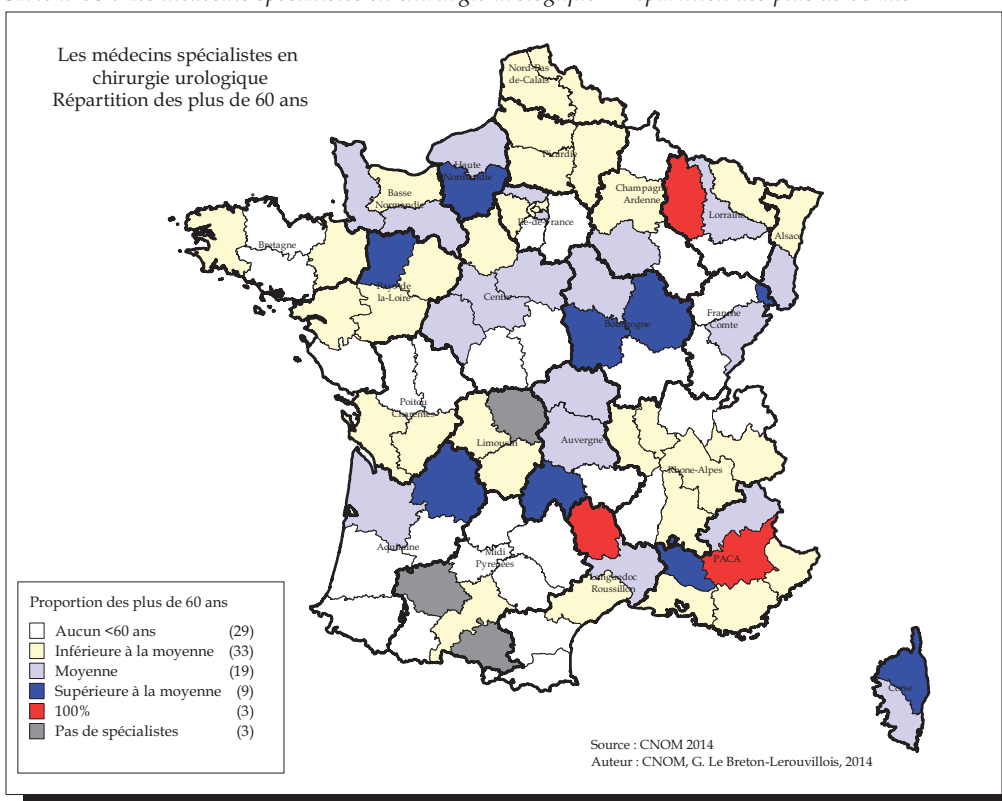 Les médecins spécialistes en
chirurgie urologique
Répartition des plus de 60 ans
Nord-Pas
de-Calais
Haute
Normandie
Picardie
Basse
Normandie
Ile-de-France
Champagne
Ardenne
Lorraine
Alsace
Bretagne
Pays de
la-Loire
Centre
Bourgogne
Franche
Comte
Poitou
Charentes
Limousin
Auvergne
Rhone-Alpes
Aquitaine
Midi
Pyrénées
Languedoc
Roussillon
PACA
Corse
Proportion des plus de 60 ans
Aucun <60 ans (29)
Inférieure à la moyenne (33)
Moyenne (19)
Supérieure à la moyenne (9)
100% (3)
Pas de spécialistes (3)
Source : CNOM 2014
Auteur : CNOM, G. Le Breton-Lerouvillois, 2014